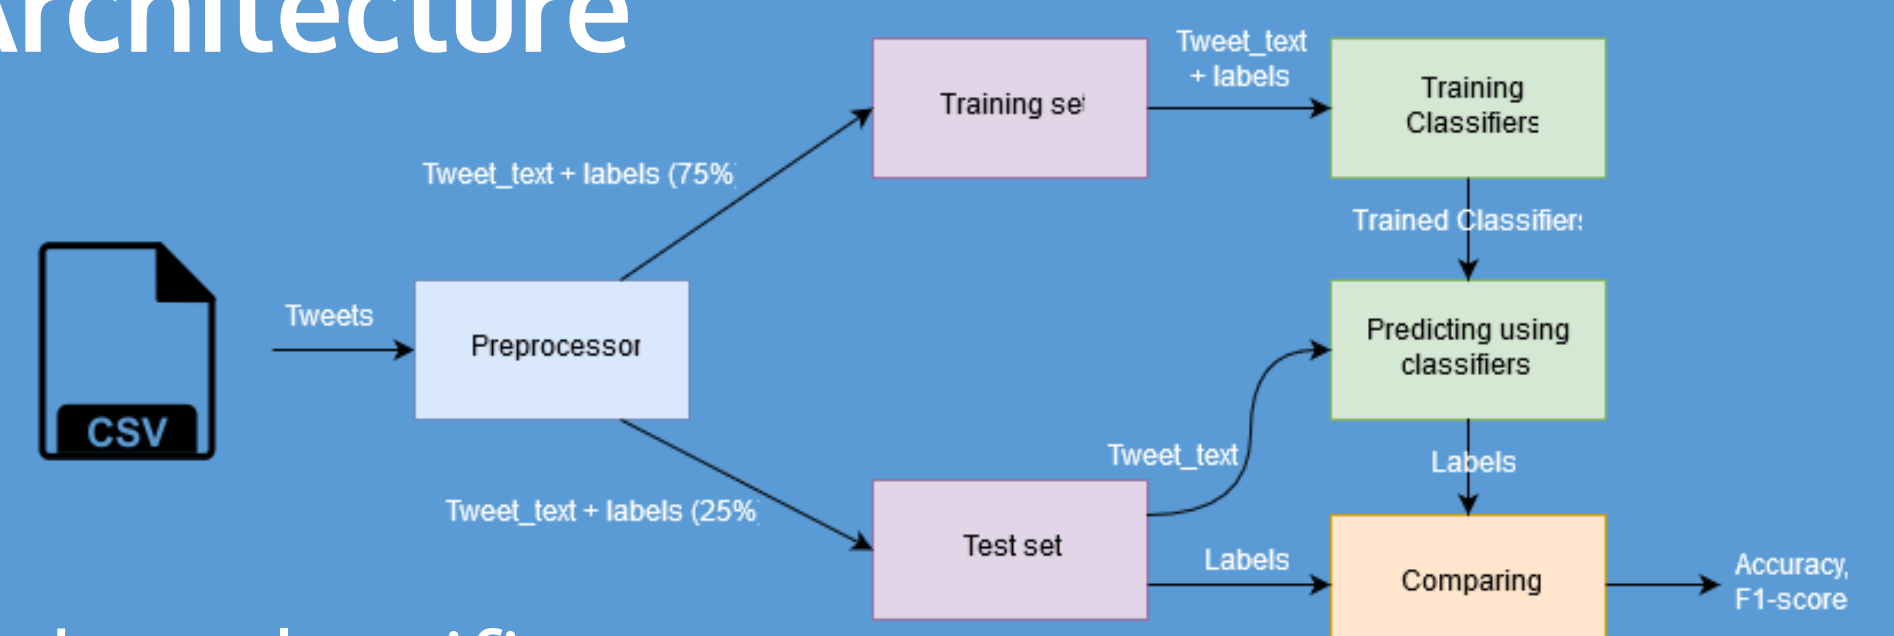 Architecture
Tweet_text
+ labels
Training set
Training
Classifiers
Tweet_text + labels (75%)
Trained Classifiers
Tweets
Preprocessor
Predicting using
classifiers
CSV
Tweet_text
Labels
Tweet_text + labels (25%)
Test set
Labels
Comparing
Accuracy,
F1-score